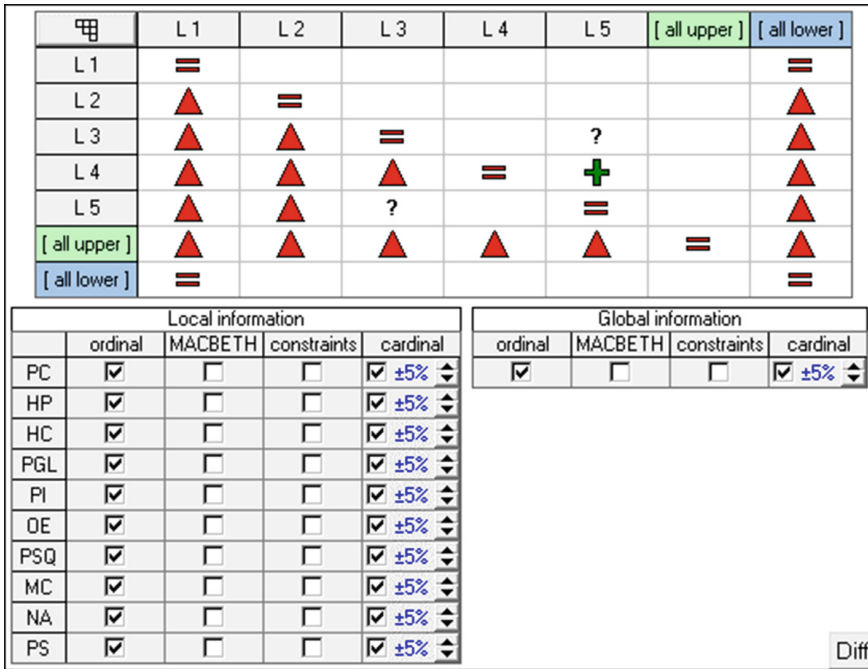 L 1 L 2 L 3 L 4 L 5 [ all upper ] [ all lower ]
L 1 = =
L 2 =
L 3 = ?
L 4 = +
L 5 ? =
[ all upper ] =
[ all lower ] = =
Local information
ordinal MACBETH constraints cardinal
PC ±5%
HP ±5%
HC ±5%
PGL ±5%
PI ±5%
OE ±5%
PSQ ±5%
MC ±5%
NA ±5%
PS ±5%
Global information
ordinal MACBETH constraints cardinal
±5%
Diff